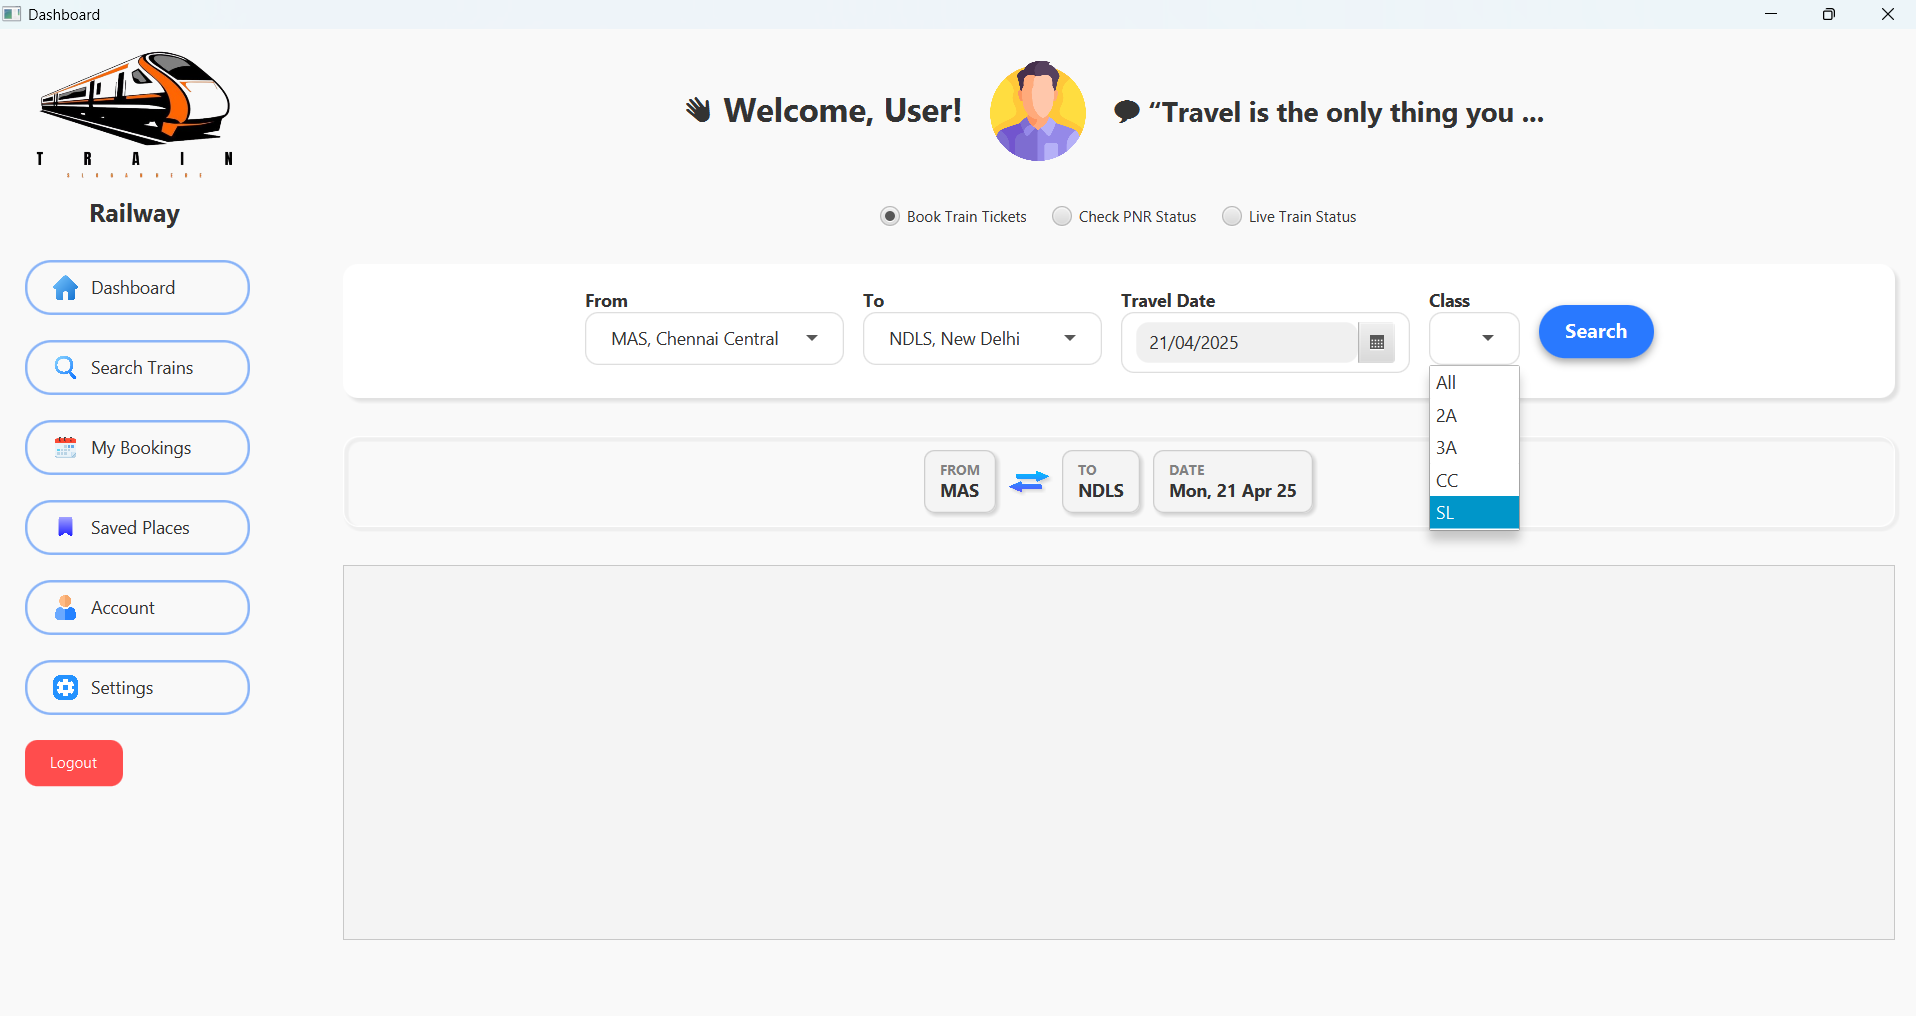 Dashboard
T R A I N
Railway
Dashboard
Search Trains
My Bookings
Saved Places
Account
Settings
Logout
Welcome, User!
“Travel is the only thing you ...
Book Train Tickets
Check PNR Status
Live Train Status
From
MAS, Chennai Central
To
NDLS, New Delhi
Travel Date
21/04/2025
Class
Search
All
2A
3A
CC
SL
FROM
MAS
TO
NDLS
DATE
Mon, 21 Apr 25